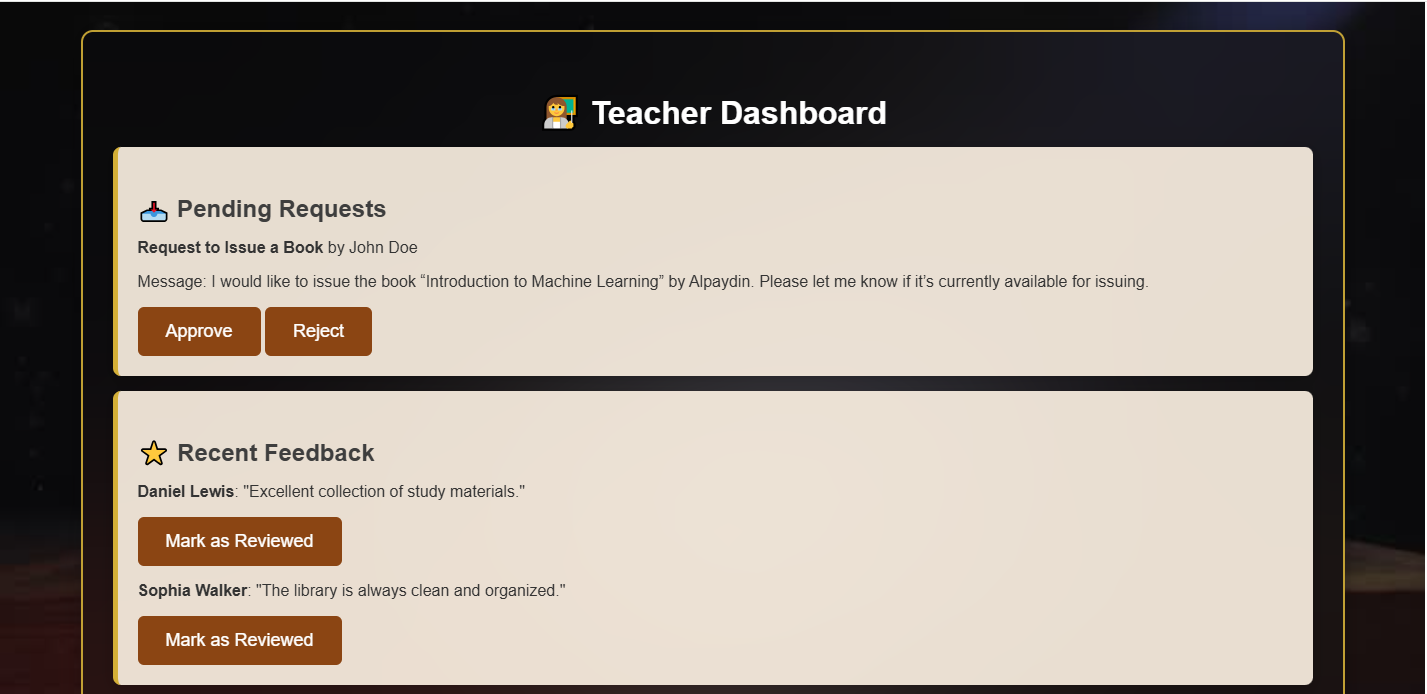 Teacher Dashboard
Pending Requests
Request to Issue a Book by John Doe
Message: I would like to issue the book “Introduction to Machine Learning” by Alpaydin. Please let me know if it’s currently available for issuing.
Approve Reject
Recent Feedback
Daniel Lewis: "Excellent collection of study materials."
Mark as Reviewed
Sophia Walker: "The library is always clean and organized."
Mark as Reviewed